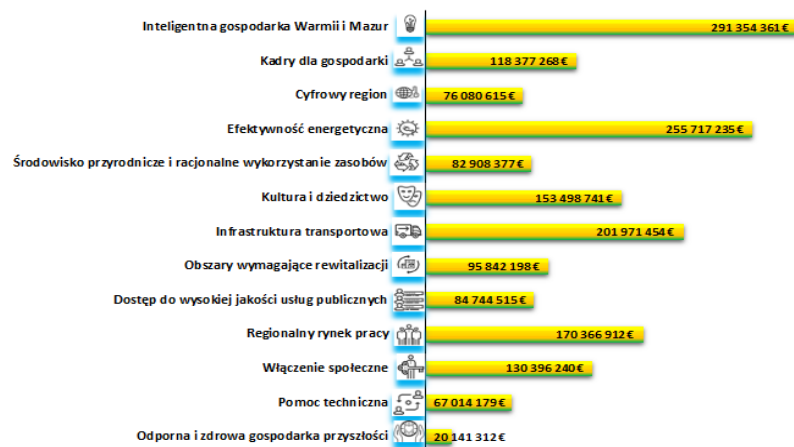 Inteligentna gospodarka Warmii i Mazur 291 354 361 €
Kadry dla gospodarki 118 377 268 €
Cyfrowy region 76 080 615 €
Efektywność energetyczna 255 717 235 €
Środowisko przyrodnicze i racjonalne wykorzystanie zasobów 82 908 377 €
Kultura i dziedzictwo 153 498 741 €
Infrastruktura transportowa 201 971 454 €
Obszary wymagające rewitalizacji 95 842 198 €
Dostęp do wysokiej jakości usług publicznych 84 744 515 €
Regionalny rynek pracy 170 366 912 €
Włączenie społeczne 130 396 240 €
Pomoc techniczna 67 014 179 €
Odporna i zdrowa gospodarka przyszłości 20 141 312 €